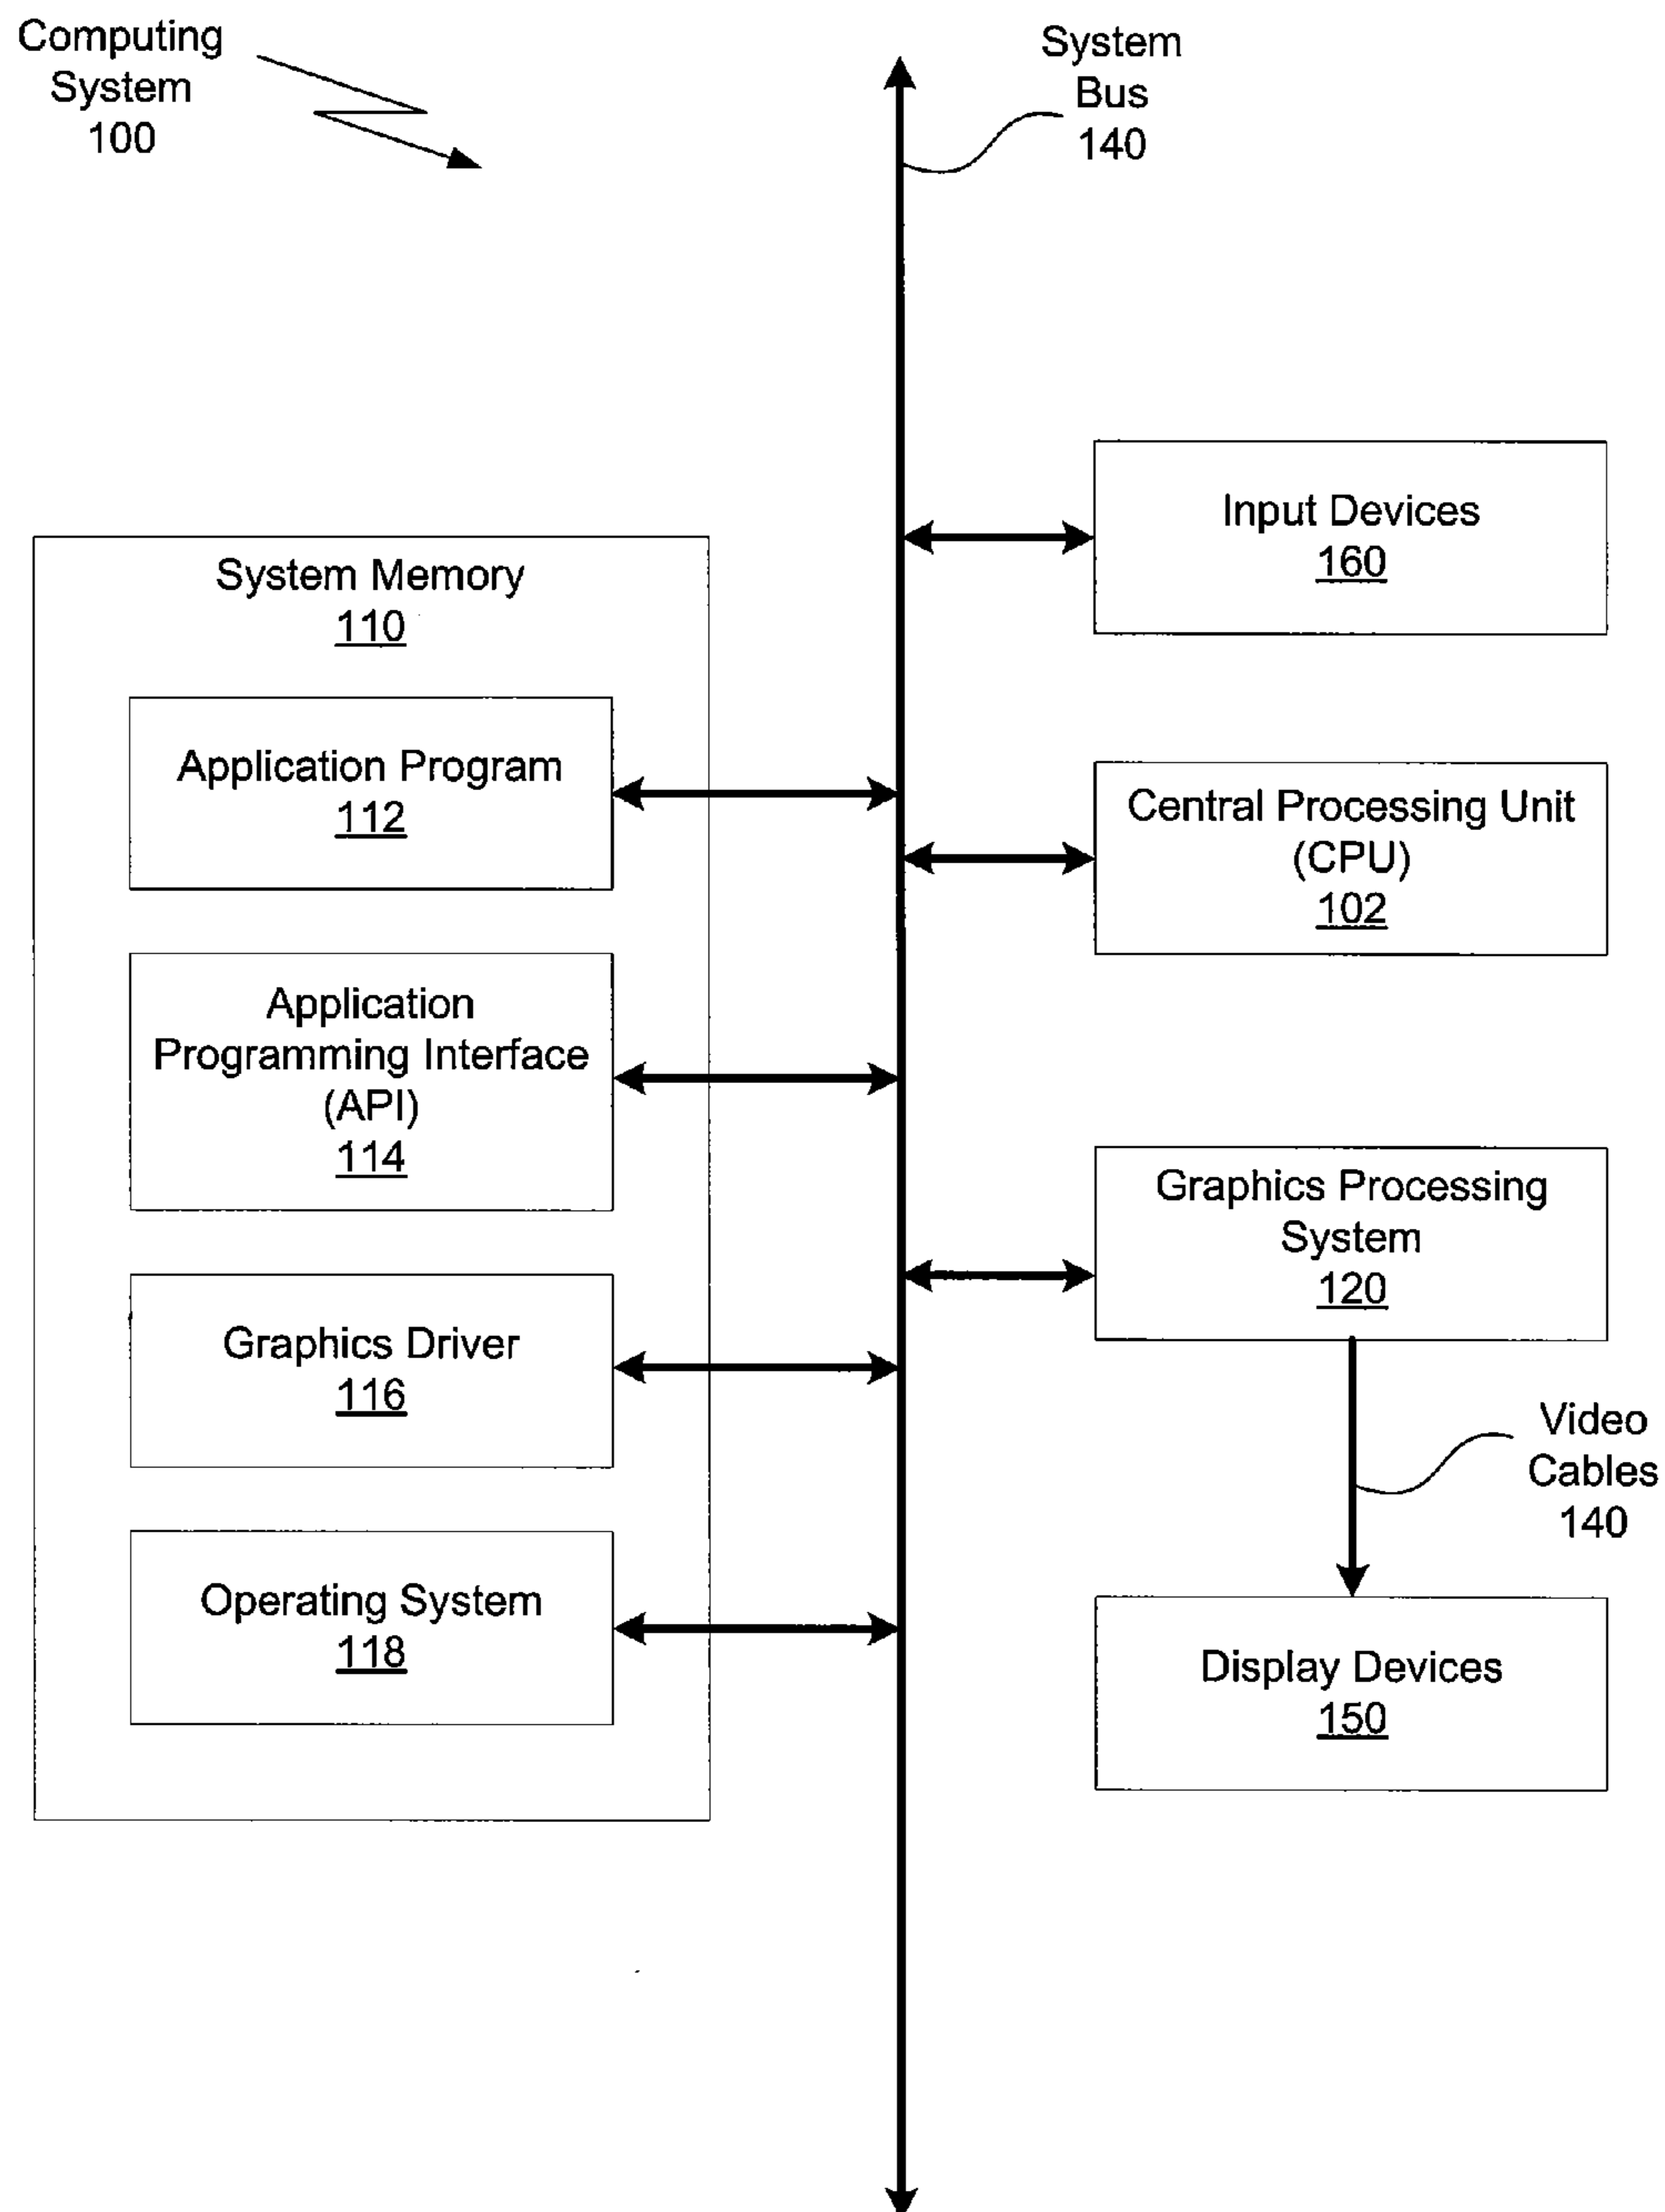 Computing
System
100
System
Bus
140
Input Devices
160
System Memory
110
Application Program
112
Central Processing Unit
(CPU)
102
Application
Programming Interface
(API)
114
Graphics Processing
System
120
Graphics Driver
116
Video
Cables
140
Operating System
118
Display Devices
150